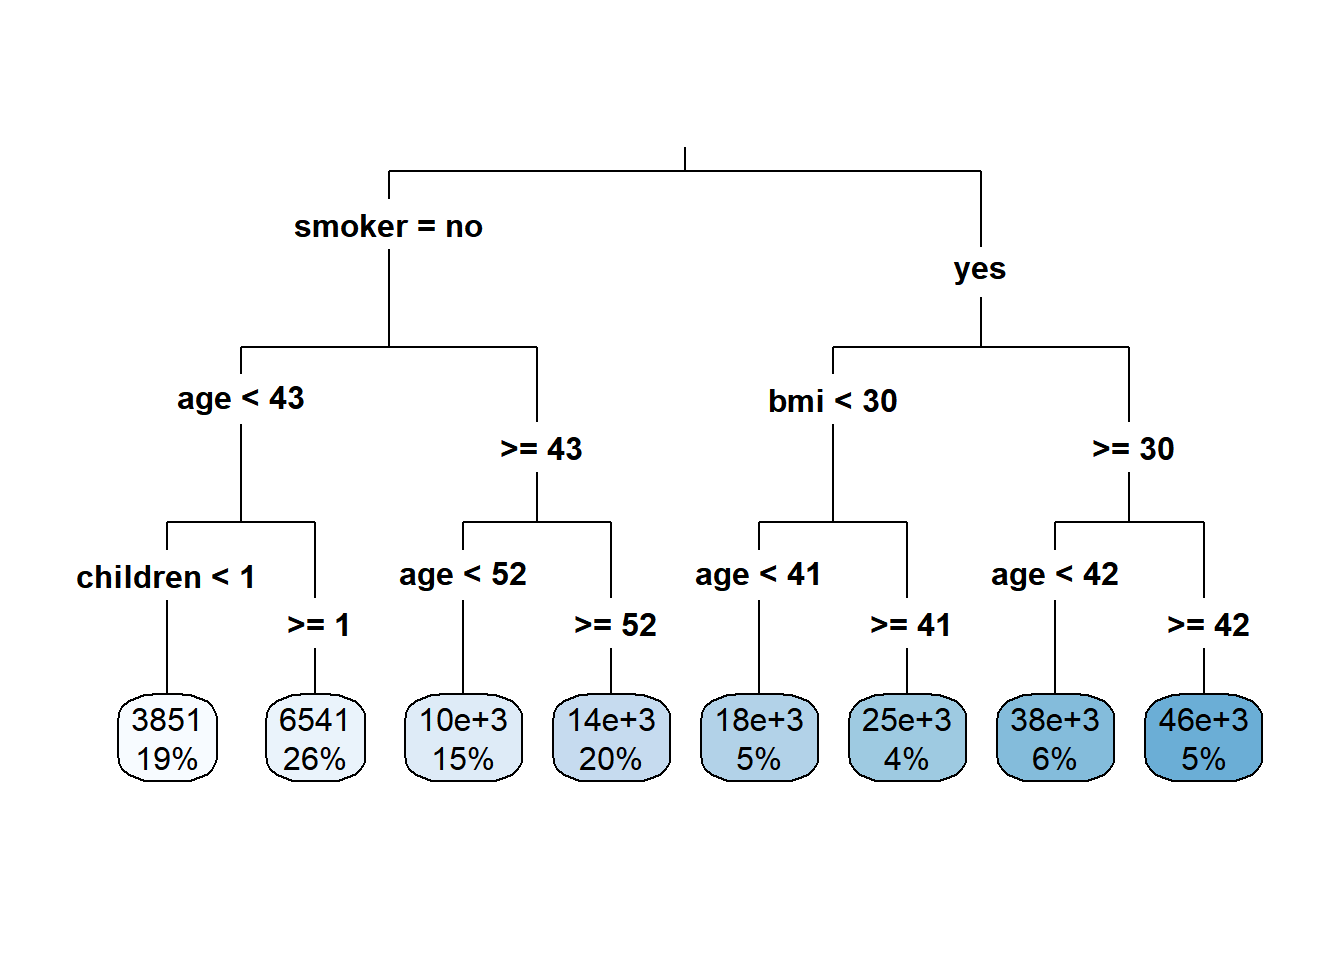 smoker = no
yes
age < 43
bmi < 30
>= 43
>= 30
children < 1
age < 52
age < 41
age < 42
>= 1
>= 52
>= 41
>= 42
3851
19%
6541
26%
10e+3
15%
14e+3
20%
18e+3
5%
25e+3
4%
38e+3
6%
46e+3
5%